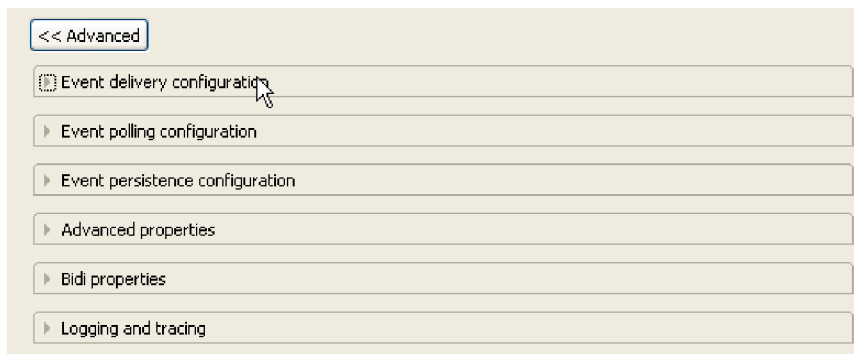 << Advanced
Event delivery configuration
Event polling configuration
Event persistence configuration
Advanced properties
Bidi properties
Logging and tracing